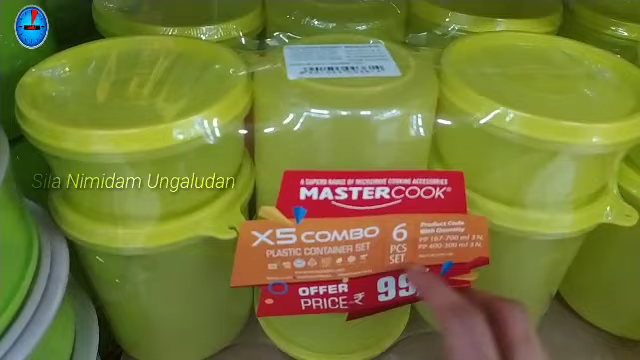 Sila Nimidam Ungaludan
A SUPERB RANGE OF MICROWAVE COOKING ACCESSORIES
MASTERCOOK®
X5 COMBO
PLASTIC CONTAINER SET
6
PCS
SET
Product Code
With Quantity
OFFER
PRICE ₹ 99